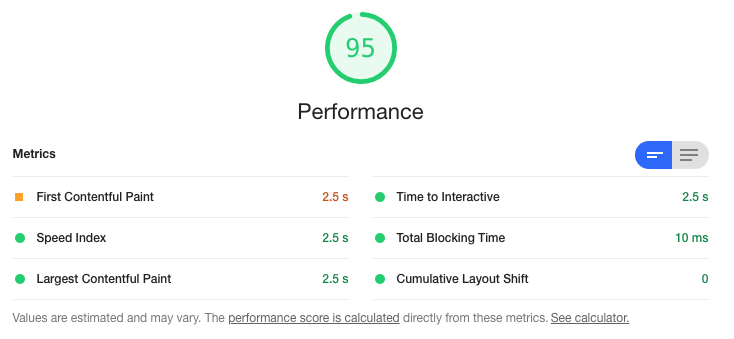 95
Performance
Metrics
First Contentful Paint 2.5 s
Time to Interactive 2.5 s
Speed Index 2.5 s
Total Blocking Time 10 ms
Largest Contentful Paint 2.5 s
Cumulative Layout Shift 0
Values are estimated and may vary. The performance score is calculated directly from these metrics. See calculator.